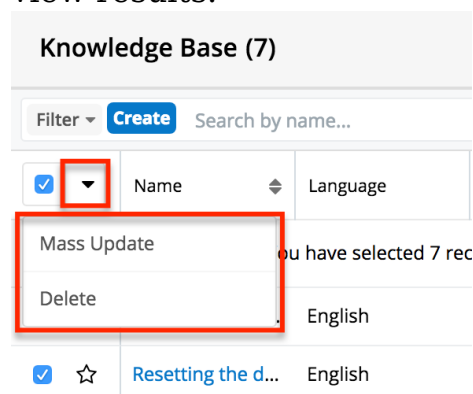 Knowledge Base (7)
Filter Create Search by name...
Name Language
Mass Update
ou have selected 7 rec
Delete
English
Resetting the d... English